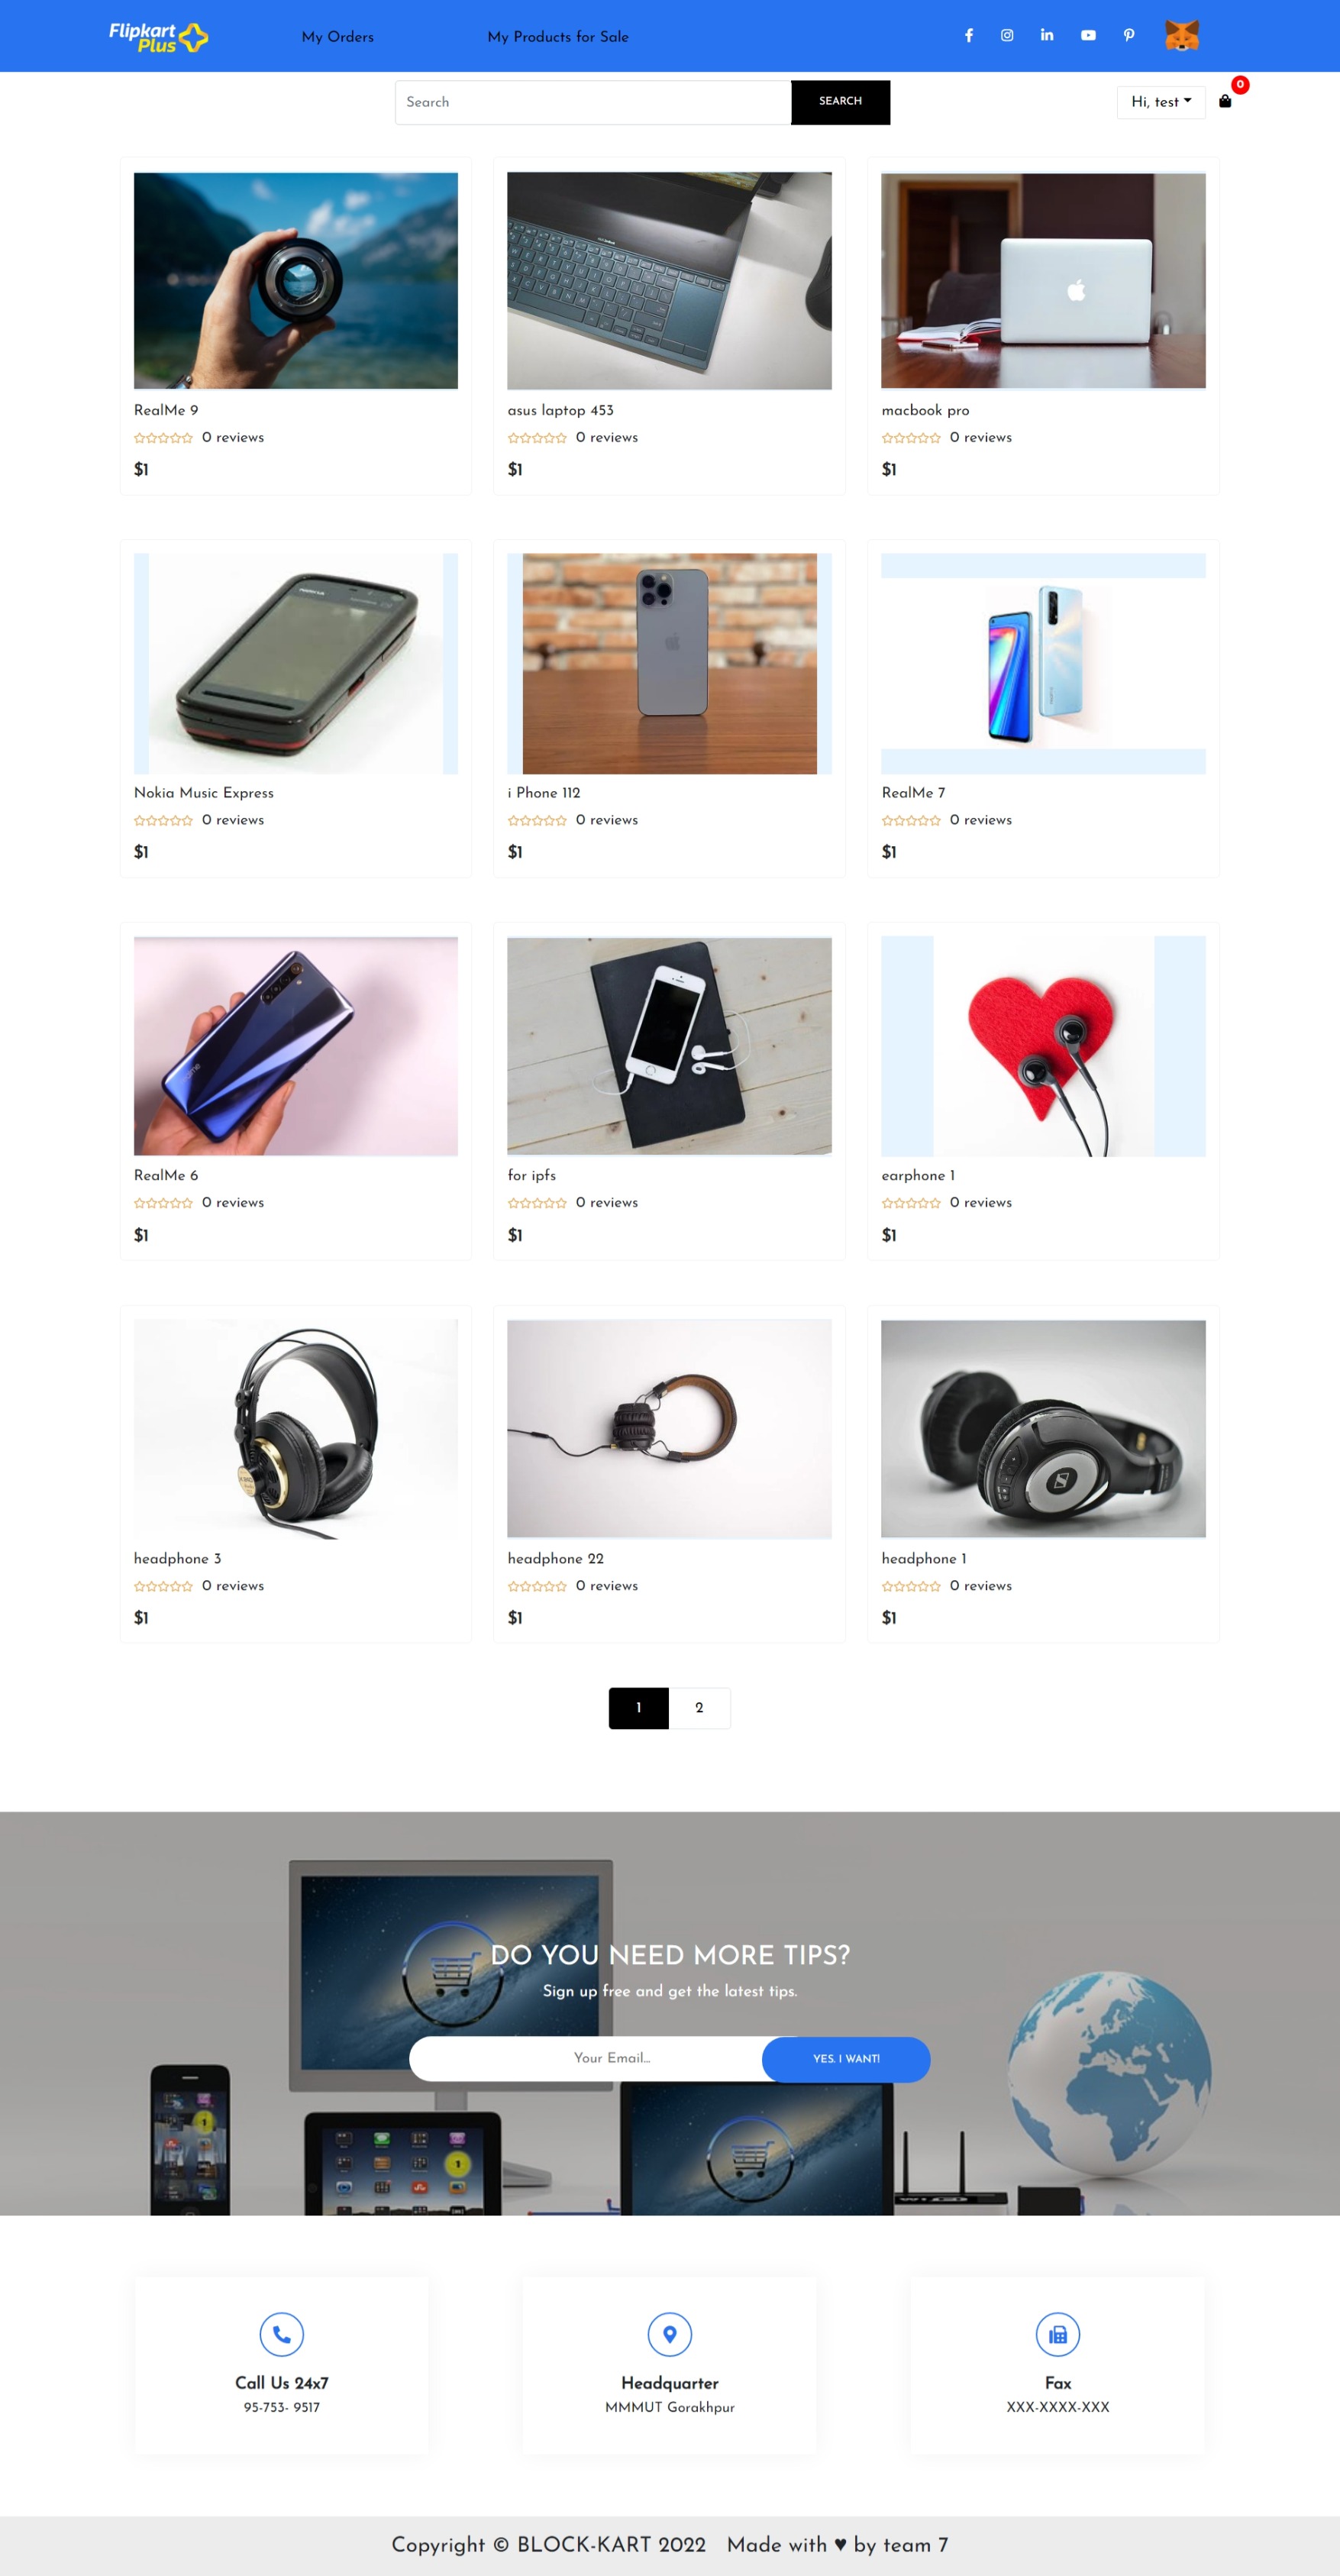 Flipkart
Plus
My Orders
My Products for Sale
Search
SEARCH
Hi, test
0
RealMe 9
0 reviews
$1
asus laptop 453
0 reviews
$1
macbook pro
0 reviews
$1
Nokia Music Express
0 reviews
$1
i Phone 112
0 reviews
$1
RealMe 7
0 reviews
$1
RealMe 6
0 reviews
$1
for ipfs
0 reviews
$1
earphone 1
0 reviews
$1
headphone 3
0 reviews
$1
headphone 22
0 reviews
$1
headphone 1
0 reviews
$1
1
2
DO YOU NEED MORE TIPS?
Sign up free and get the latest tips.
Your Email...
YES. I WANT!
Call Us 24x7
95-753- 9517
Headquarter
MMMUT Gorakhpur
Fax
XXX-XXXX-XXX
Copyright © BLOCK-KART 2022 Made with ♥ by team 7